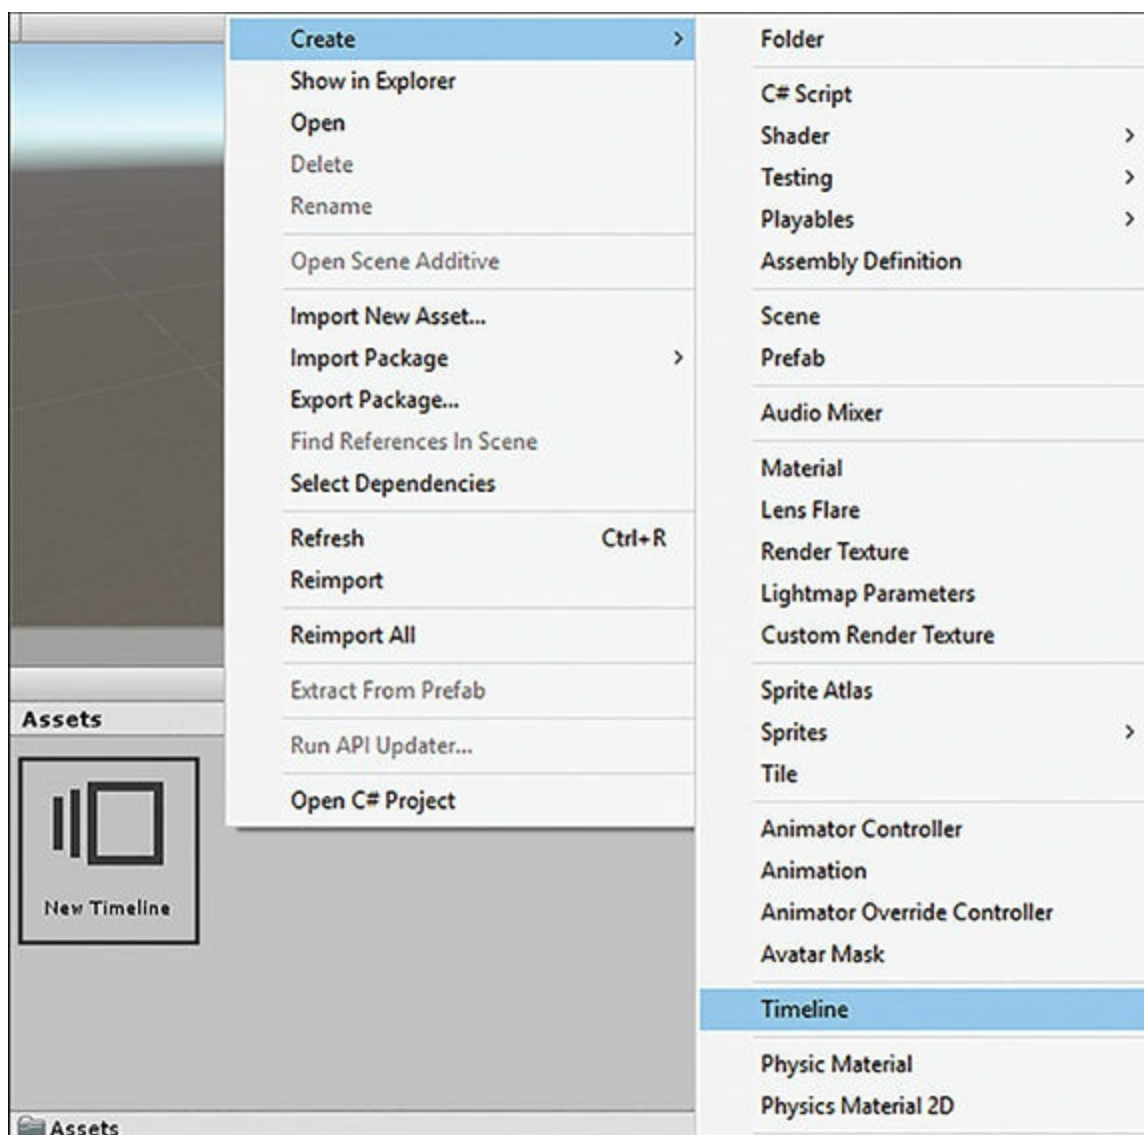 Create
Show in Explorer
Open
Delete
Rename
Open Scene Additive
Import New Asset...
Import Package
Export Package...
Find References In Scene
Select Dependencies
Refresh Ctrl+R
Reimport
Reimport All
Extract From Prefab
Run API Updater...
Open C# Project
Folder
C# Script
Shader
Testing
Playables
Assembly Definition
Scene
Prefab
Audio Mixer
Material
Lens Flare
Render Texture
Lightmap Parameters
Custom Render Texture
Sprite Atlas
Sprites
Tile
Animator Controller
Animation
Animator Override Controller
Avatar Mask
Timeline
Physic Material
Physics Material 2D
Assets
New Timeline
Assets